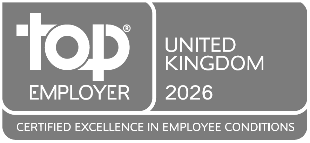 top®
EMPLOYER
UNITED
KINGDOM
2026
CERTIFIED EXCELLENCE IN EMPLOYEE CONDITIONS